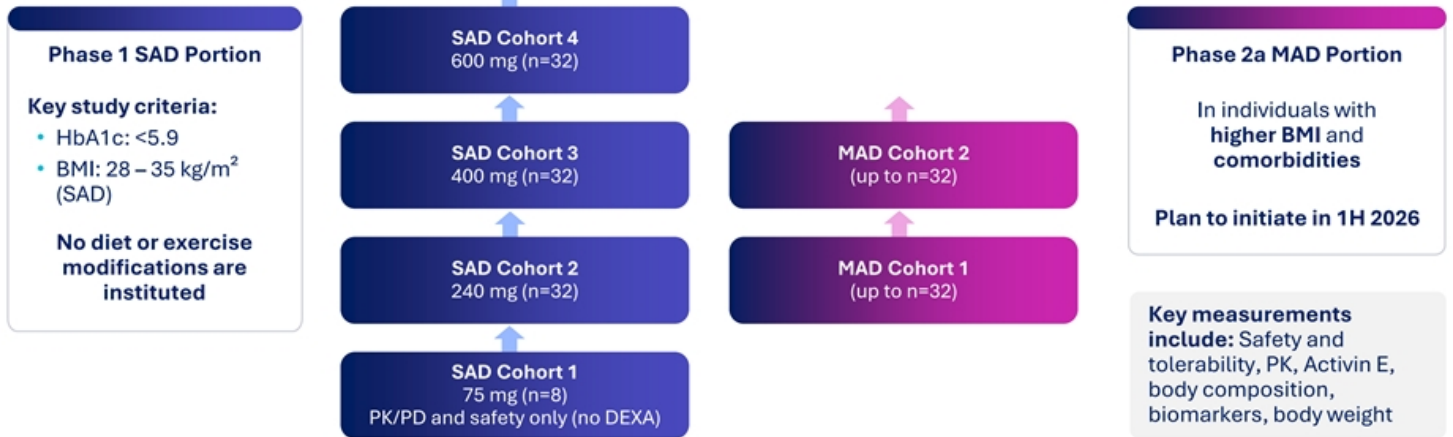 Phase 1 SAD Portion
Key study criteria:
• HbA1c: <5.9
• BMI: 28 – 35 kg/m²
(SAD)
No diet or exercise
modifications are
instituted
SAD Cohort 4
600 mg (n=32)
SAD Cohort 3
400 mg (n=32)
SAD Cohort 2
240 mg (n=32)
SAD Cohort 1
75 mg (n=8)
PK/PD and safety only (no DEXA)
MAD Cohort 2
(up to n=32)
MAD Cohort 1
(up to n=32)
Phase 2a MAD Portion
In individuals with
higher BMI and
comorbidities
Plan to initiate in 1H 2026
Key measurements
include: Safety and
tolerability, PK, Activin E,
body composition,
biomarkers, body weight